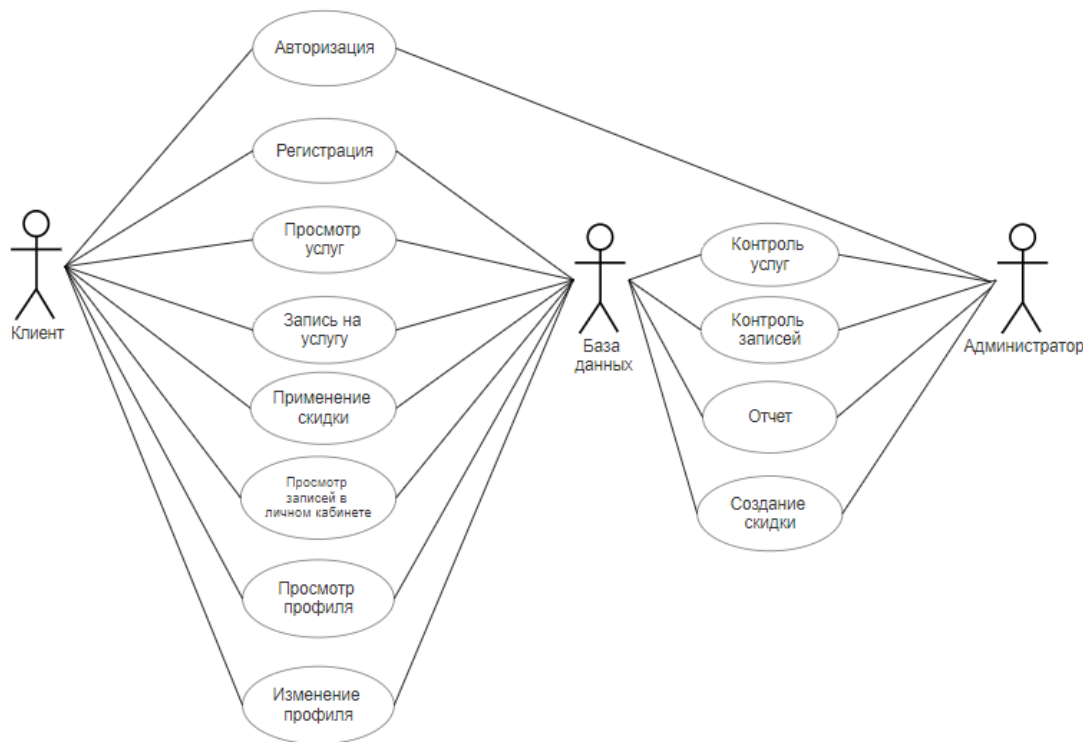 Авторизация
Регистрация
Просмотр
услуг
Запись на
услугу
Применение
скидки
Просмотр
записей в
личном кабинете
Просмотр
профиля
Изменение
профиля
Клиент
База
данных
Контроль
услуг
Контроль
записей
Отчет
Создание
скидки
Администратор